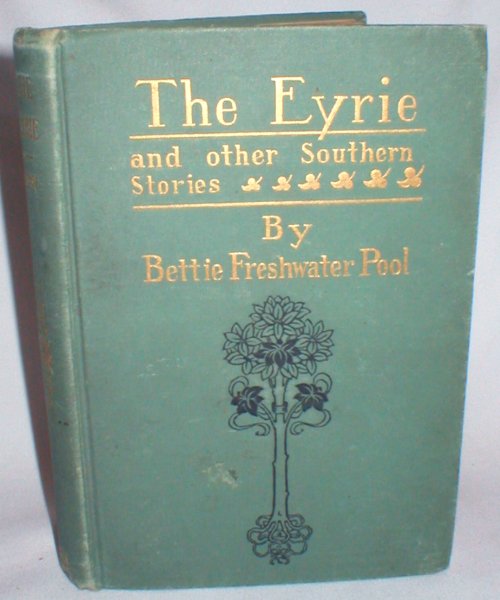 The Eyrie
and other Southern
Stories
By
Bettie Freshwater Pool